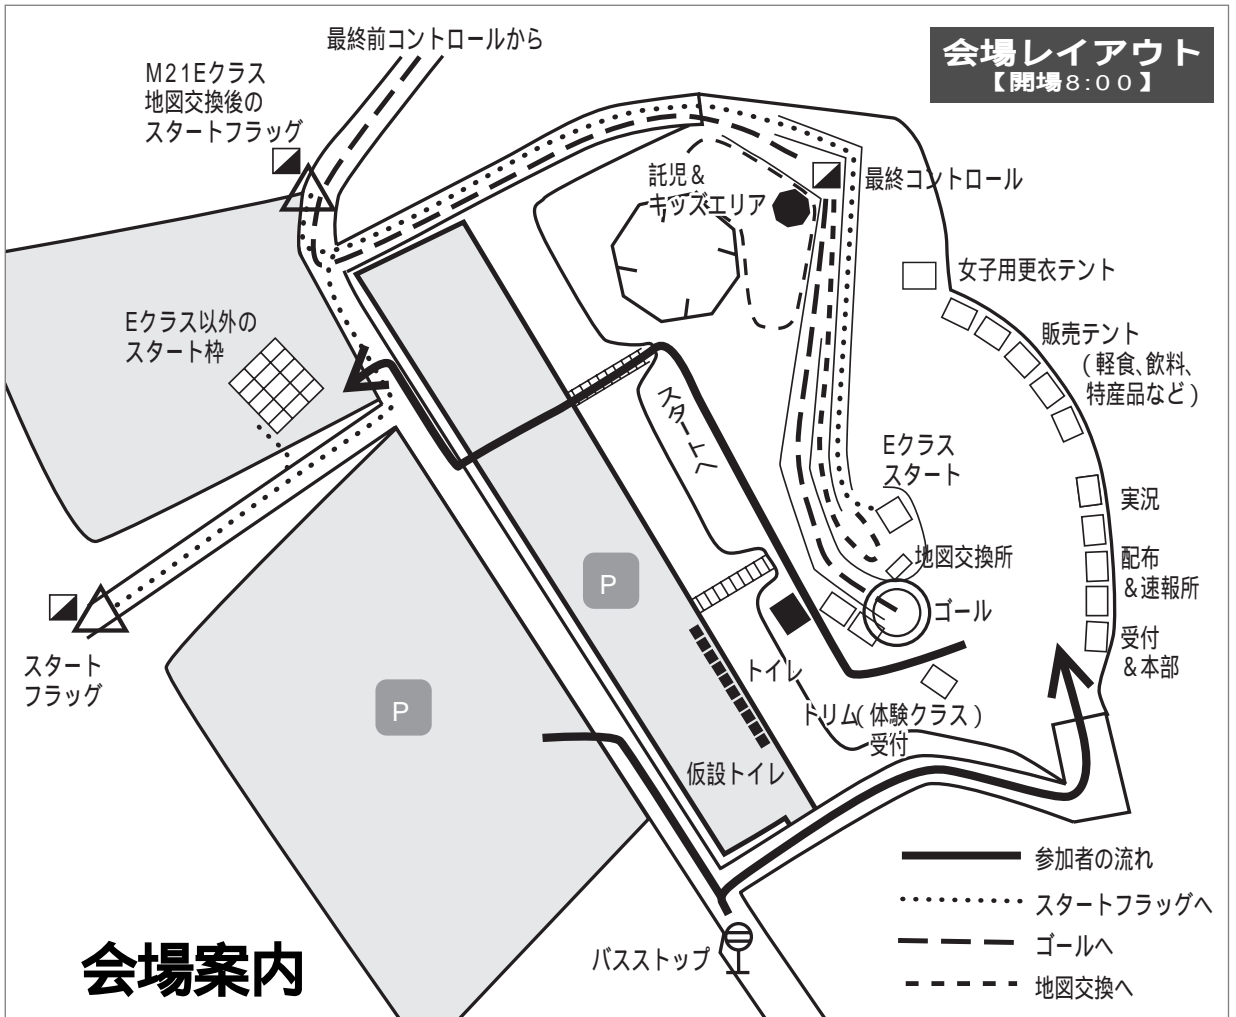 最終前コントロールから
会場レイアウト
【開場8:00】
M21Eクラス
地図交換後の
スタートフラッグ
託児&
キッズエリア
最終コントロール
女子用更衣テント
販売テント
(軽食、飲料、
特産品など)
Eクラス以外の
スタート枠
スタートへ
Eクラス
スタート
実況
地図交換所
配布
&速報所
P
ゴール
受付
&本部
スタート
フラッグ
トイレ
P
トリム(体験クラス)
受付
仮設トイレ
参加者の流れ
スタートフラッグへ
ゴールへ
地図交換へ
バスストップ
会場案内